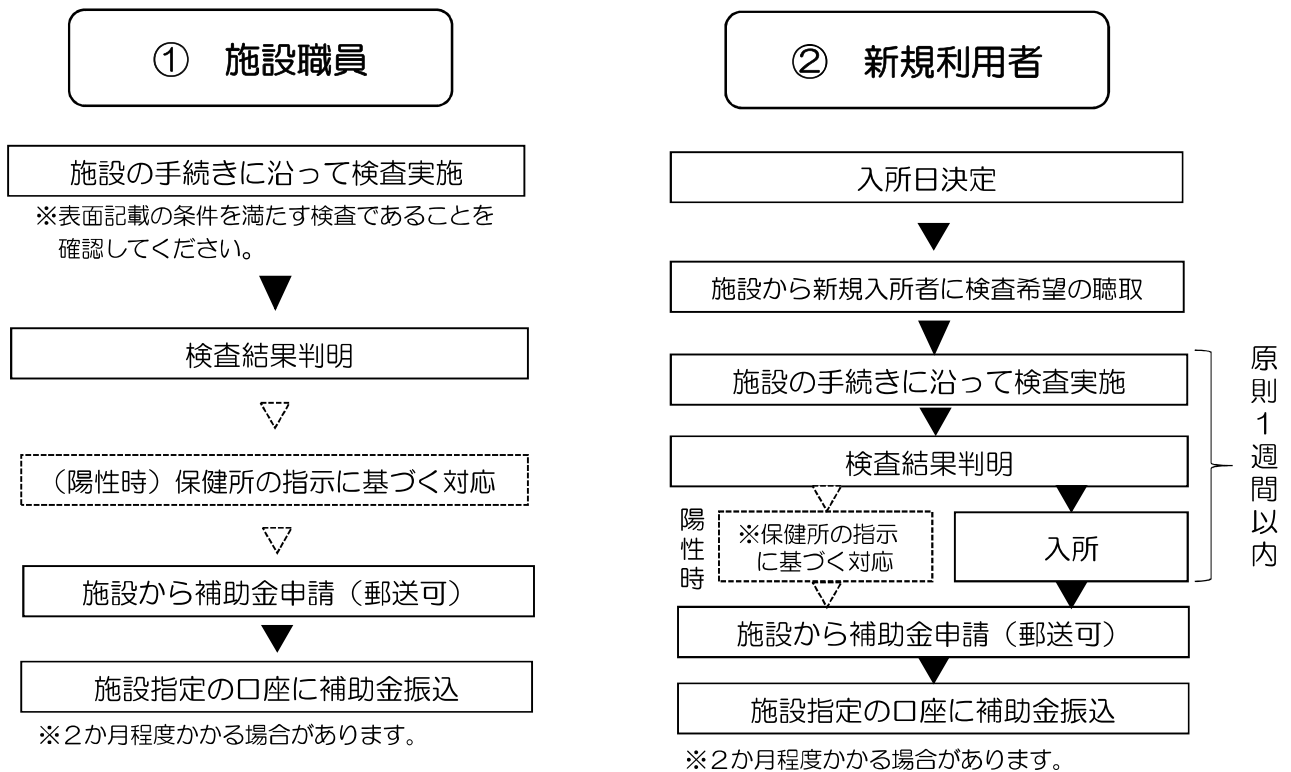 ① 施設職員
施設の手続きに沿って検査実施
※表面記載の条件を満たす検査であることを
確認してください。
検査結果判明
（陽性時）保健所の指示に基づく対応
施設から補助金申請（郵送可）
施設指定の口座に補助金振込
※２か月程度かかる場合があります。
② 新規利用者
入所日決定
施設から新規入所者に検査希望の聴取
施設の手続きに沿って検査実施
検査結果判明
陽性時
※保健所の指示
に基づく対応
入所
原則１週間以内
施設から補助金申請（郵送可）
施設指定の口座に補助金振込
※２か月程度かかる場合があります。